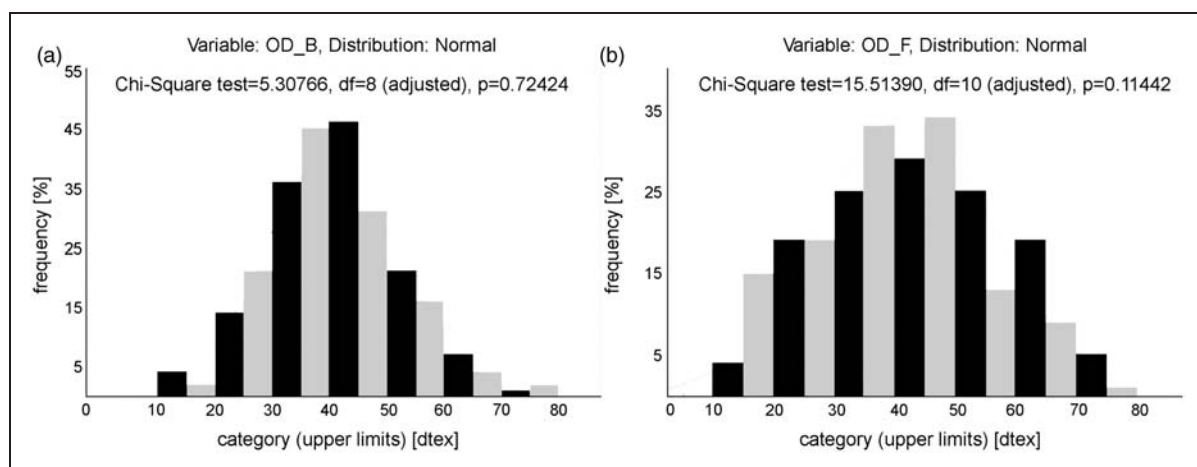 (a)
Variable: OD_B, Distribution: Normal
Chi-Square test=5.30766, df=8 (adjusted), p=0.72424
frequency [%]
55
45
35
25
15
5
0 10 20 30 40 50 60 70 80
category (upper limits) [dtex]
(b)
Variable: OD_F, Distribution: Normal
Chi-Square test=15.51390, df=10 (adjusted), p=0.11442
frequency [%]
35
25
15
5
0 10 20 30 40 50 60 70 80
category (upper limits) [dtex]